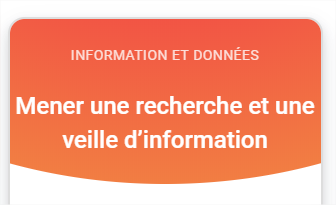 INFORMATION ET DONNÉES
Mener une recherche et une
veille d’information